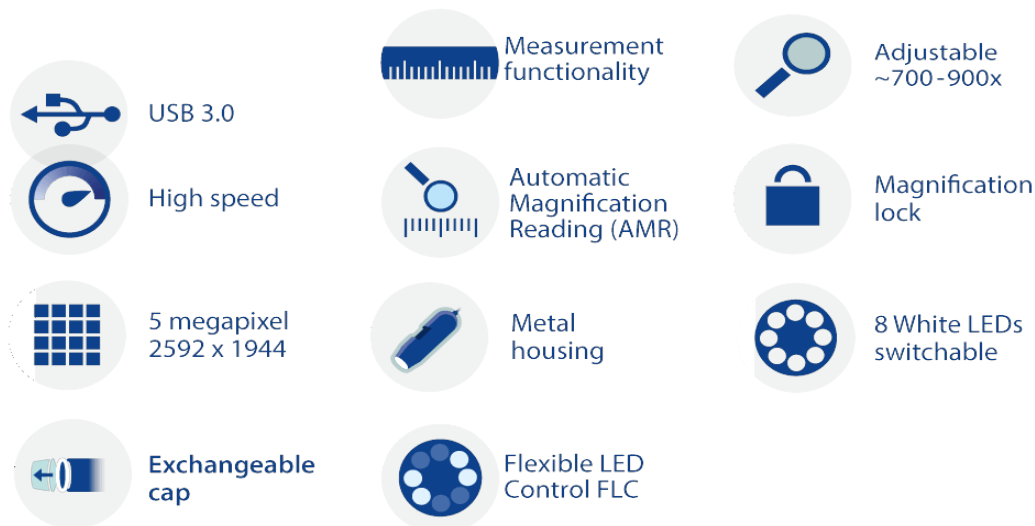 USB 3.0
High speed
5 megapixel
2592 x 1944
Exchangeable
cap
Measurement
functionality
Automatic
Magnification
Reading (AMR)
Metal
housing
Flexible LED
Control FLC
Adjustable
~700-900x
Magnification
lock
8 White LEDs
switchable